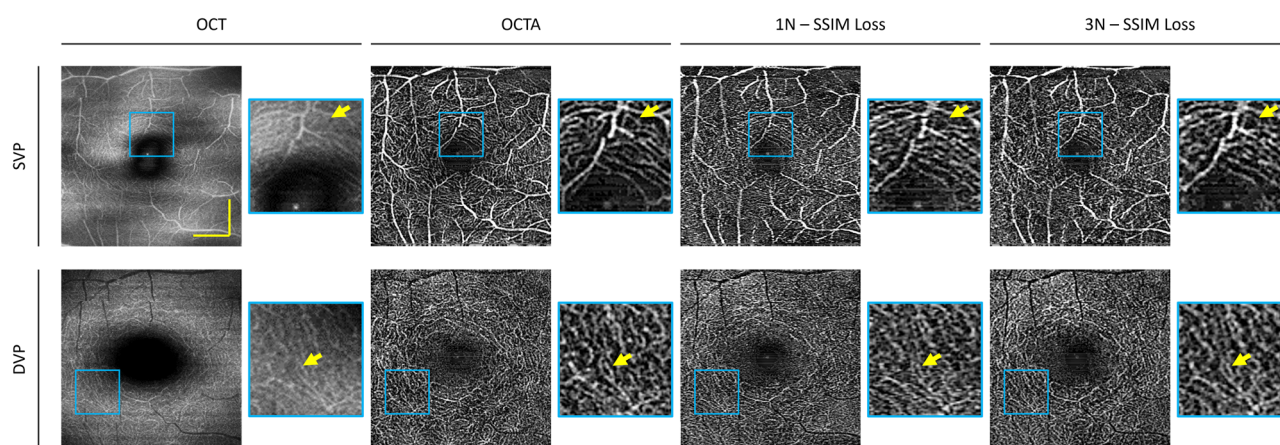 OCT OCTA 1N – SSIM Loss 3N – SSIM Loss
SVP
DVP